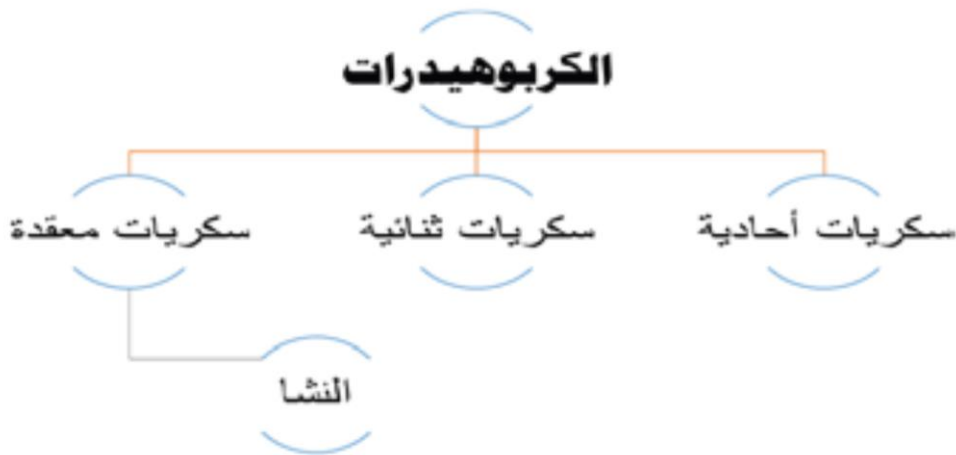 الكربوهيدرات
سكريات أحادية
سكريات ثنائية
سكريات معقدة
النشا